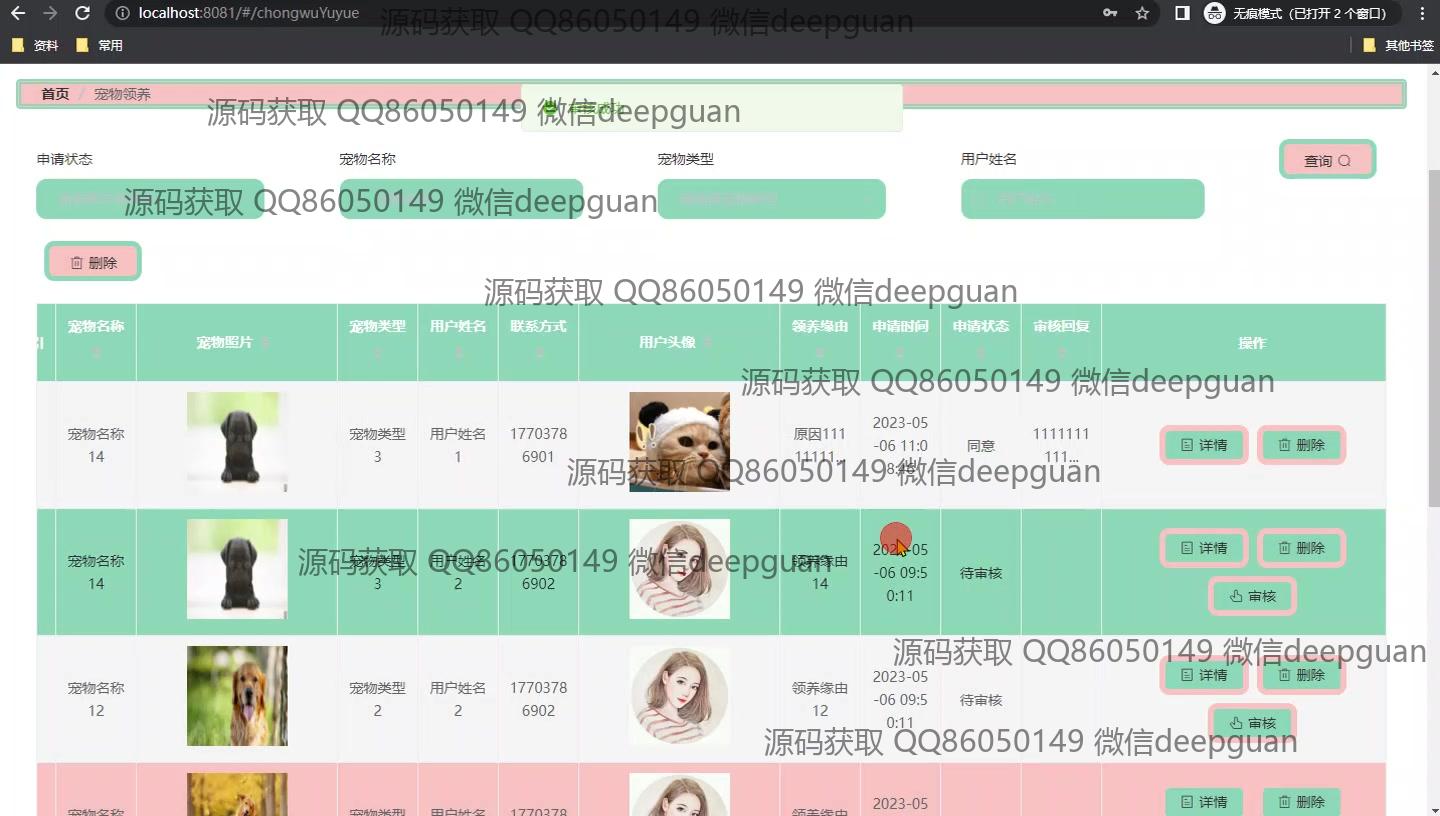 localhost:8081/#/chongwuYuyue
无痕模式（已打开 2 个窗口）
资料
常用
其他书签
源码获取 QQ86050149 微信deepguan
首页 / 宠物领养
源码获取 QQ86050149 微信deepguan
申请状态
宠物名称
宠物类型
用户姓名
查询
源码获取 QQ86050149 微信deepguan
删除
源码获取 QQ86050149 微信deepguan
宠物名称
宠物照片
宠物类型
用户姓名
联系方式
用户头像
领养缘由
申请时间
申请状态
审核回复
操作
源码获取 QQ86050149 微信deepguan
宠物名称
14
宠物类型
3
用户姓名
1
1770378
6901
原因111
11111...
2023-05
-06 11:0
8:46
同意
1111111
111...
详情
删除
源码获取 QQ86050149 微信deepguan
宠物名称
14
宠物类型
3
用户姓名
2
1770378
6902
领养缘由
14
2023-05
-06 09:5
0:11
待审核
详情
删除
审核
源码获取 QQ86050149 微信deepguan
宠物名称
12
宠物类型
2
用户姓名
2
1770378
6902
领养缘由
12
2023-05
-06 09:5
0:11
待审核
详情
删除
审核
源码获取 QQ86050149 微信deepguan
源码获取 QQ86050149 微信deepguan
宠物名称
宠物类型
用户姓名
1770378
领养缘由
2023-05
详情
删除